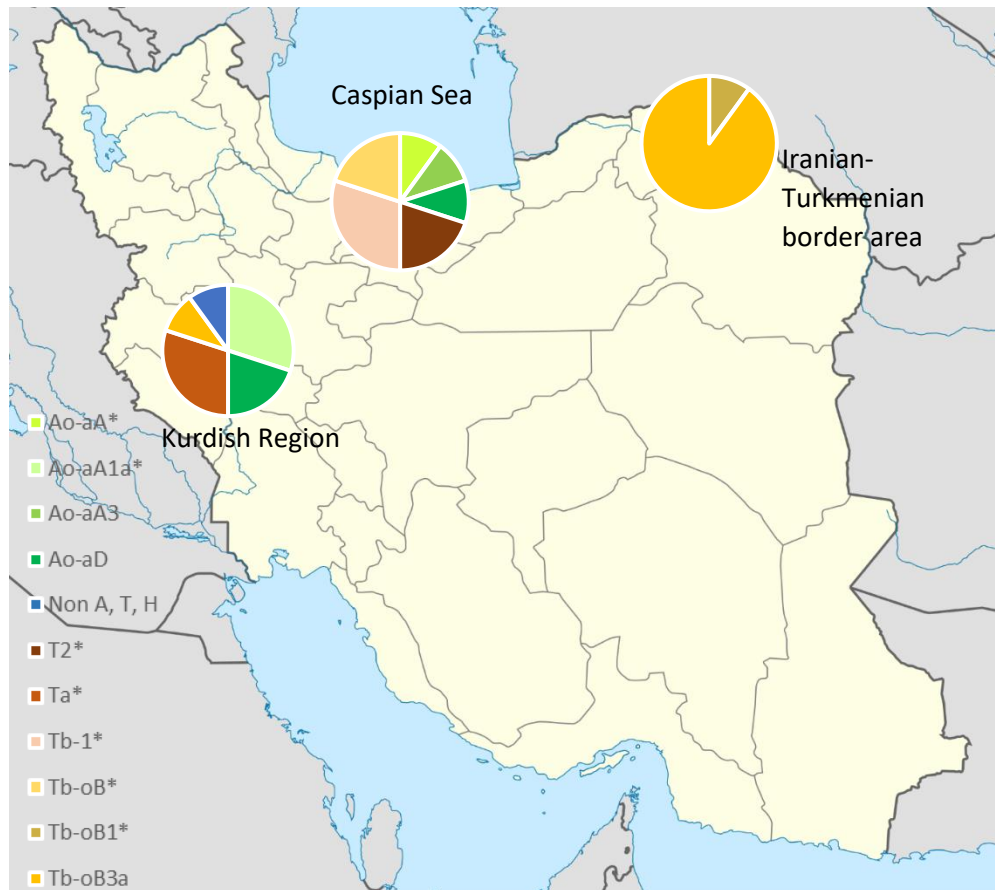 Caspian Sea
Iranian-
Turkmenian
border area
Kurdish Region
Ao-aA*
Ao-aA1a*
Ao-aA3
Ao-aD
Non A, T, H
T2*
Ta*
Tb-1*
Tb-oB*
Tb-oB1*
Tb-oB3a